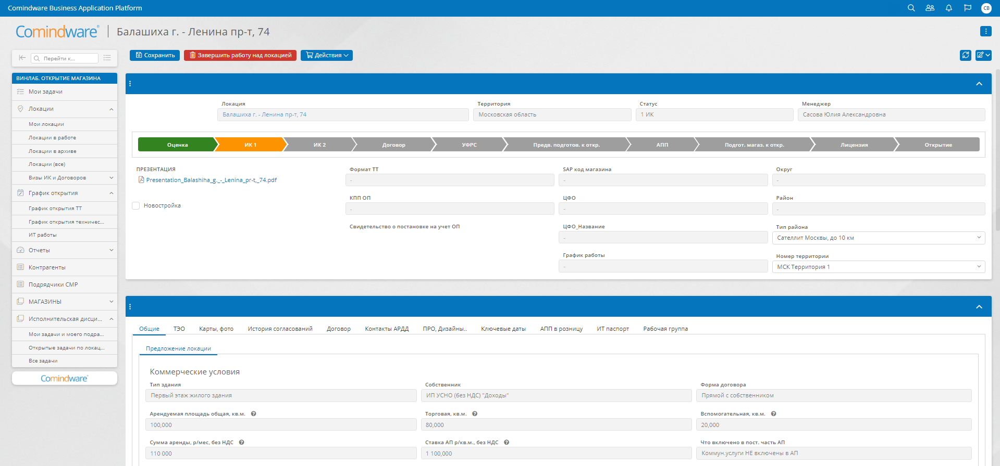 Comindware Business Application Platform
CB
Comindware®
Балашиха г. - Ленина пр-т, 74
Перейти к...
Сохранить
Завершить работу над локацией
Действия
ВИНЛАБ. ОТКРЫТИЕ МАГАЗИНА
Мои задачи
Локации
Мои локации
Локации в работе
Локации в архиве
Локации (все)
Визы ИК и Договоров
График открытия
График открытия ТТ
График открытия техничес...
ИТ работы
Отчеты
Контрагенты
Подрядчики СМР
МАГАЗИНЫ
Исполнительская дисци...
Мои задачи и моего подра...
Открытые задачи по локац...
Все задачи
Comindware®
Локация
Территория
Статус
Менеджер
Балашиха г. - Ленина пр-т, 74
Московская область
1 ИК
Сасова Юлия Александровна
Оценка
ИК 1
ИК 2
Договор
УФРС
Предв. подготов. к откр.
АПП
Подгот. магаз. к откр.
Лицензия
Открытие
ПРЕЗЕНТАЦИЯ
Presentation_Balashiha_g._-_Lenina_pr-t,_74.pdf
Новостройка
Формат ТТ
-
КПП ОП
-
Свидетельство о постановке на учет ОП
SAP код магазина
-
ЦФО
-
ЦФО_Название
-
График работы
-
Округ
-
Район
-
Тип района
Сателлит Москвы, до 10 км
Номер территории
МСК Территория 1
Общие
ТЭО
Карты, фото
История согласований
Договор
Контакты АРДД
ПРО, Дизайны..
Ключевые даты
АПП в розницу
ИТ паспорт
Рабочая группа
Предложение локации
Коммерческие условия
Тип здания
Собственник
Форма договора
Первый этаж жилого здания
ИП УСНО (без НДС) "Доходы"
Прямой с собственником
Арендуемая площадь общая, кв.м.
Торговая, кв.м.
Вспомогательная, кв.м.
100,000
80,000
20,000
Сумма аренды, р/мес, без НДС
Ставка АП р/кв.м., без НДС
Что включено в пост. часть АП
110 000
1 100,000
Коммун.услуги НЕ включены в АП